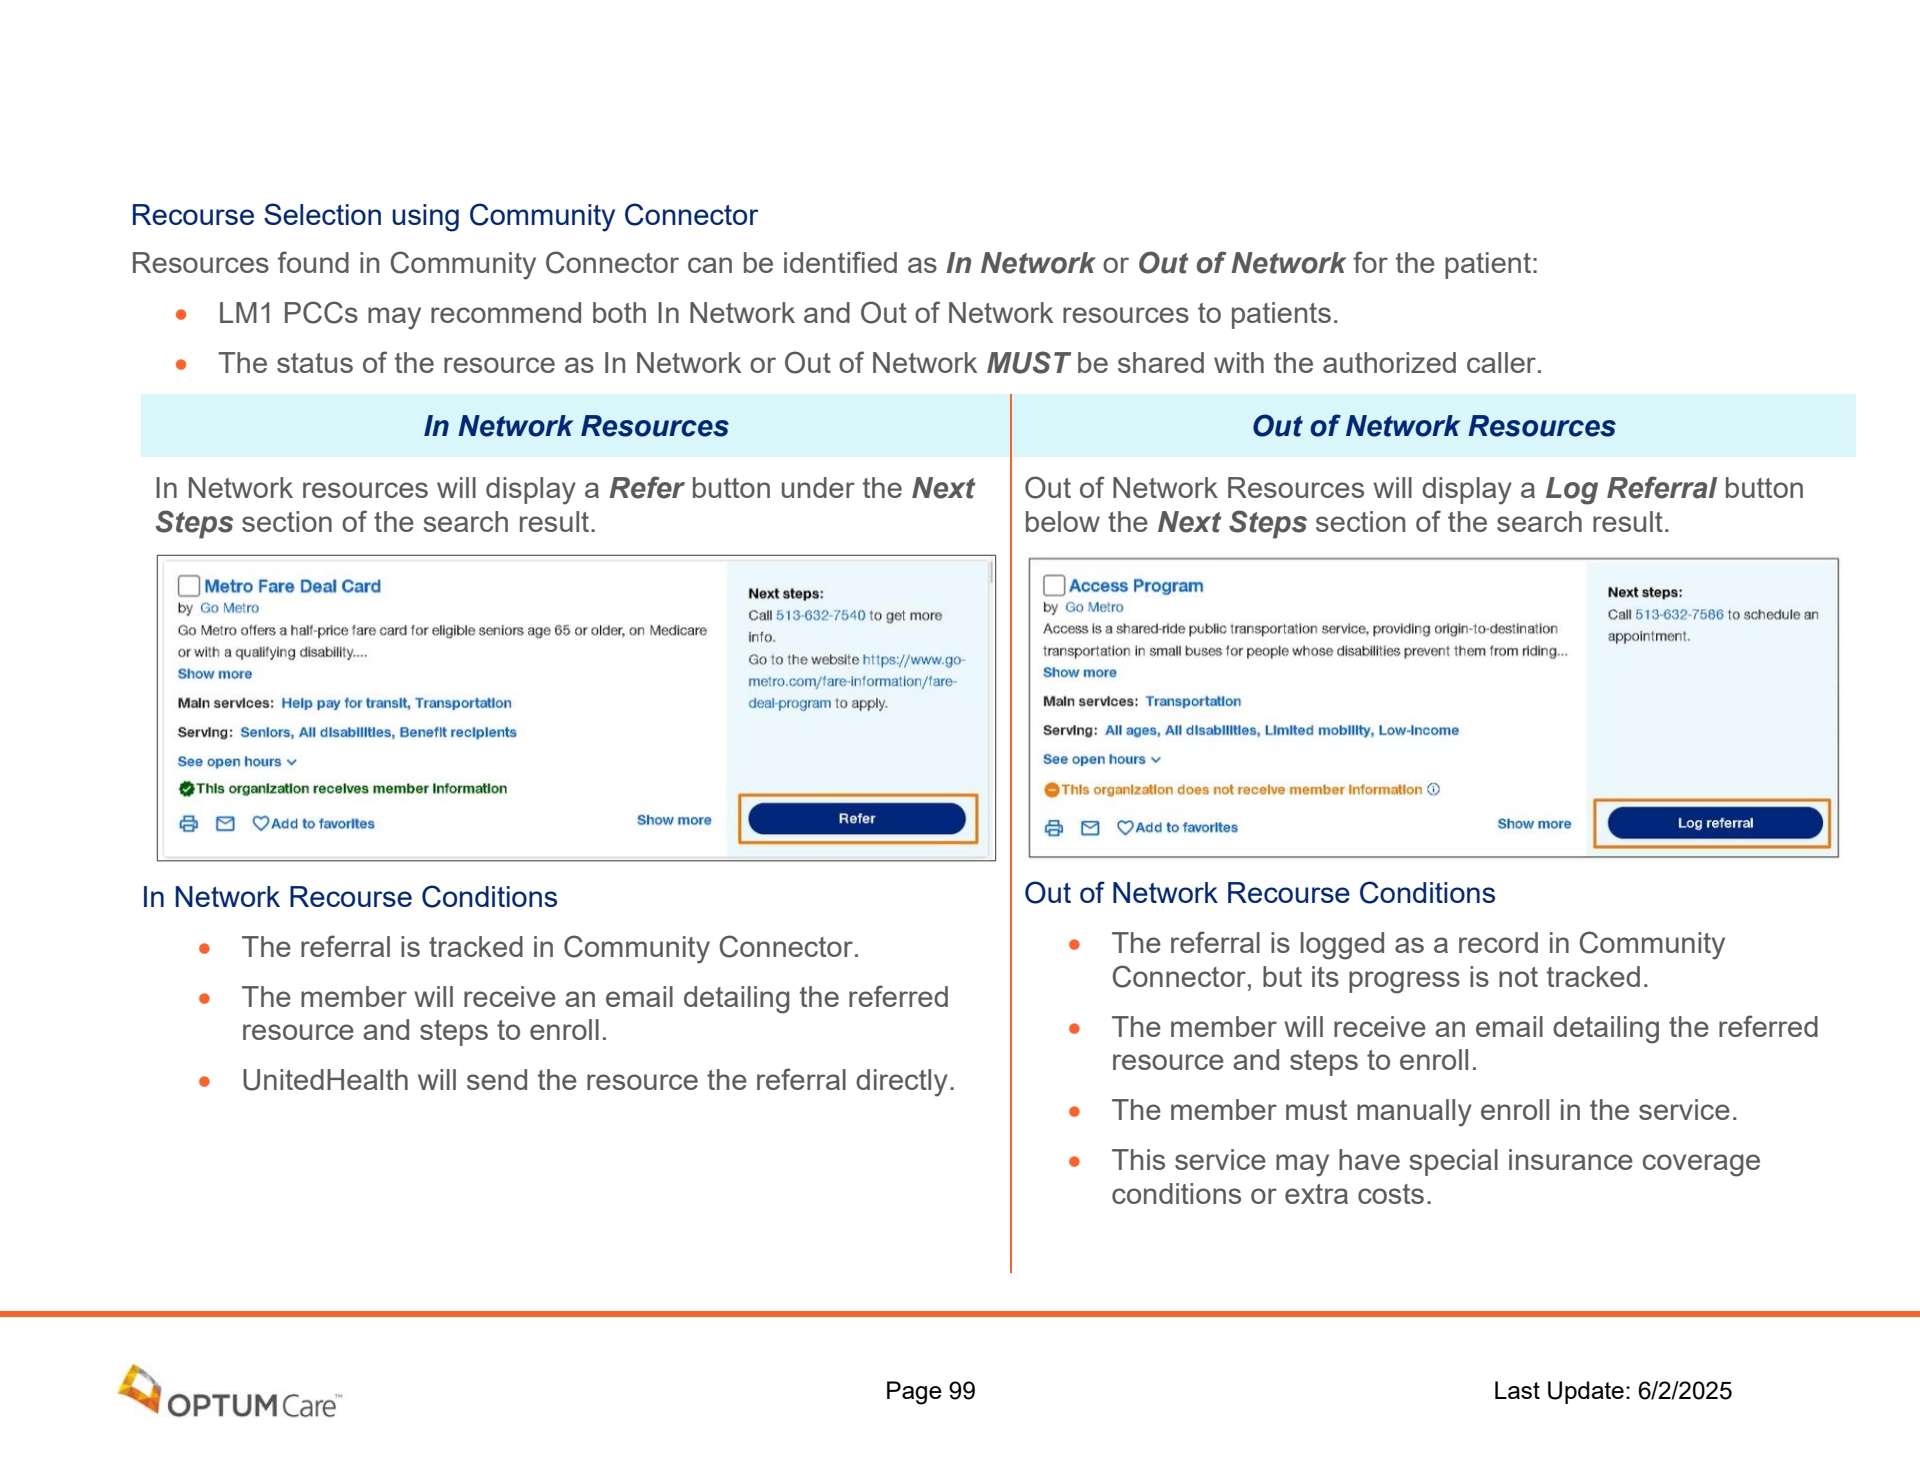 Recourse Selection using Community Connector
Resources found in Community Connector can be identified as In Network or Out of Network for the patient:
• LM1 PCCs may recommend both In Network and Out of Network resources to patients.
• The status of the resource as In Network or Out of Network MUST be shared with the authorized caller.
In Network Resources
In Network resources will display a Refer button under the Next
Steps section of the search result.
Metro Fare Deal Card
by Go Metro
Go Metro offers a half-price fare card for eligible seniors age 65 or older, on Medicare
or with a qualifying disability....
Show more
Main services: Help pay for transit, Transportation
Serving: Seniors, All disabilities, Benefit recipients
See open hours
This organization receives member information
Add to favorites
Show more
Next steps:
Call 513-632-7540 to get more
info.
Go to the website https://www.go-
metro.com/fare-information/fare-
deal-program to apply.
Refer
In Network Recourse Conditions
• The referral is tracked in Community Connector.
• The member will receive an email detailing the referred
resource and steps to enroll.
• UnitedHealth will send the resource the referral directly.
Out of Network Resources
Out of Network Resources will display a Log Referral button
below the Next Steps section of the search result.
Access Program
by Go Metro
Access is a shared-ride public transportation service, providing origin-to-destination
transportation in small buses for people whose disabilities prevent them from riding...
Show more
Main services: Transportation
Serving: All ages, All disabilities, Limited mobility, Low-income
See open hours
This organization does not receive member information
Add to favorites
Show more
Next steps:
Call 513-632-7586 to schedule an
appointment.
Log referral
Out of Network Recourse Conditions
• The referral is logged as a record in Community
Connector, but its progress is not tracked.
• The member will receive an email detailing the referred
resource and steps to enroll.
• The member must manually enroll in the service.
• This service may have special insurance coverage
conditions or extra costs.
OPTUM Care™
Page 99
Last Update: 6/2/2025